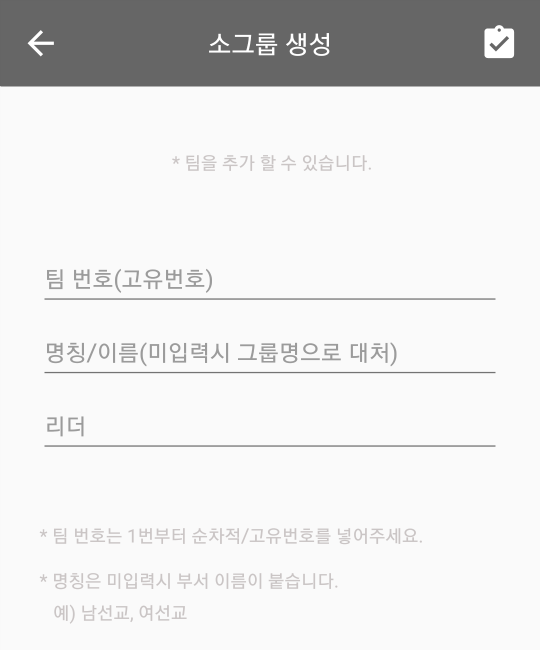 소그룹 생성
* 팀을 추가 할 수 있습니다.
팀 번호(고유번호)
명칭/이름(미입력시 그룹명으로 대처)
리더
* 팀 번호는 1번부터 순차적/고유번호를 넣어주세요.
* 명칭은 미입력시 부서 이름이 붙습니다.
예) 남선교, 여선교